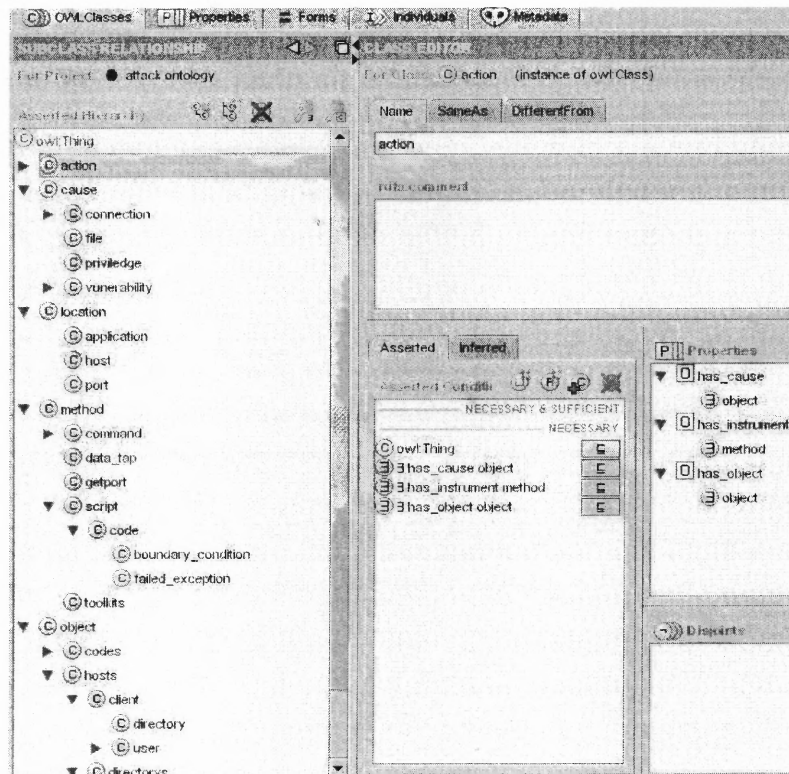 OWLClasses Properties Forms Individuals Metadata
SUBCLASS RELATIONSHIP
For Project: attack ontology
Asserted Hierarchy
owl:Thing
action
cause
connection
file
priviledge
vunerability
location
application
host
port
method
command
data_tap
getport
script
code
boundary_condition
failed_exception
toolkits
object
codes
hosts
client
directory
user
directorys
CLASS EDITOR
For Class: action (instance of owl:Class)
Name SameAs DifferentFrom
action
rdfs:comment
Asserted Inferred
Asserted Conditi
NECESSARY & SUFFICIENT
NECESSARY
owl:Thing
∃ has_cause object
∃ has_instrument method
∃ has_object object
Properties
has_cause
object
has_instrument
method
has_object
object
Disjoints